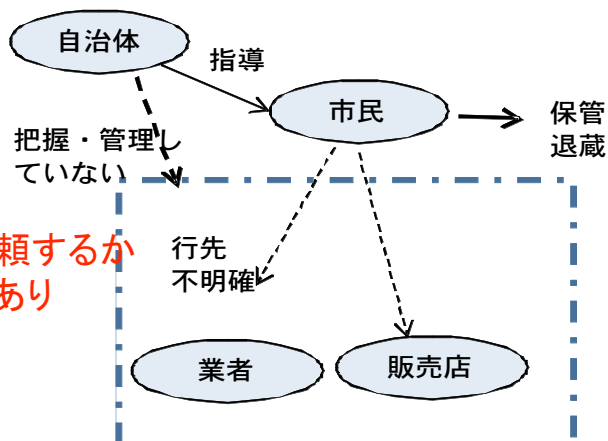 自治体
指導
市民
保管
退蔵
把握・管理し
ていない
頼するか
あり
行先
不明確
業者
販売店